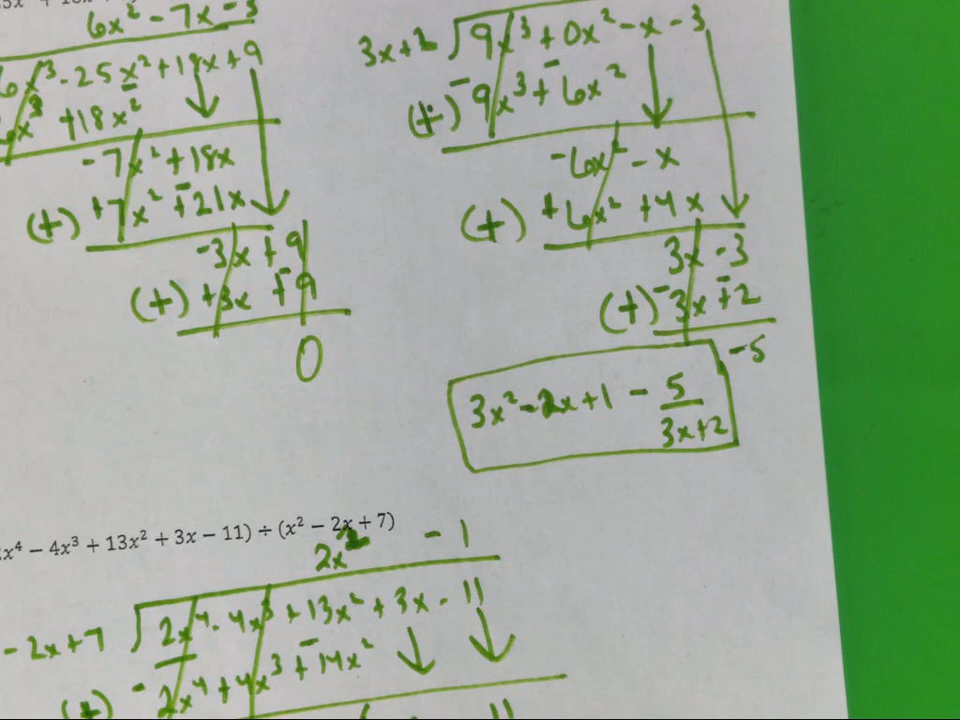 6x² - 7x - 3
6x³ - 25x² + 18x + 9
6x³ + 18x²
-7x² + 18x
(+) +7x² ∓ 21x
-3x + 9
(+) +3x ∓ 9
0
3x+2 ) 9x³ + 0x² - x - 3
(+) -9x³ ∓ 6x²
-6x² - x
(+) +6x² + 4x
3x - 3
(+) -3x ∓ 2
-5
3x² - 2x + 1 - 5/(3x+2)
x⁴ − 4x³ + 13x² + 3x − 11) ÷ (x² − 2x + 7)
2x² - 1
- 2x + 7 ) 2x⁴ - 4x³ + 13x² + 3x - 11
(+) -2x⁴ + 4x³ ∓ 14x²